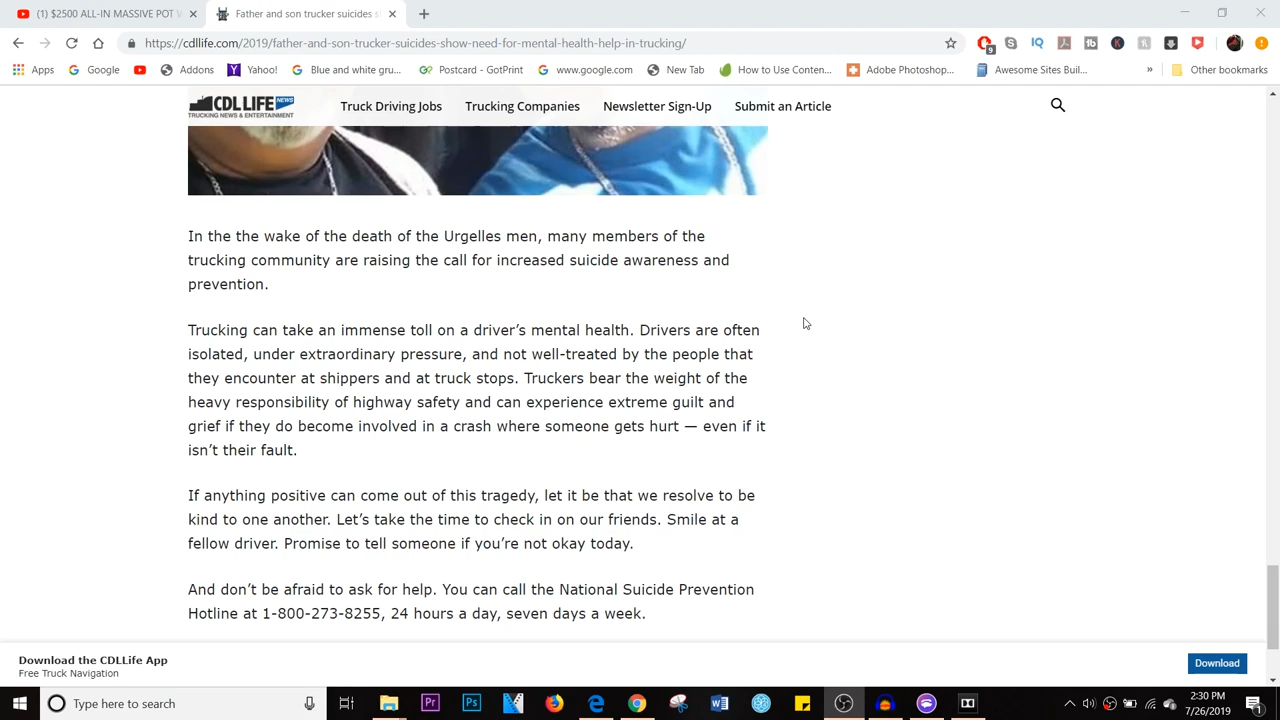 (1) $2500 ALL-IN MASSIVE POT
Father and son trucker suicides s
https://cdllife.com/2019/father-and-son-trucker-suicides-show-need-for-mental-health-help-in-trucking/
9
Apps
Google
Addons
Yahoo!
Blue and white gru...
Postcard - GotPrint
www.google.com
New Tab
How to Use Conten...
Adobe Photoshop...
Awesome Sites Buil...
»
Other bookmarks
CDL LIFE NEWS
TRUCKING NEWS & ENTERTAINMENT
Truck Driving Jobs
Trucking Companies
Newsletter Sign-Up
Submit an Article
In the the wake of the death of the Urgelles men, many members of the
trucking community are raising the call for increased suicide awareness and
prevention.
Trucking can take an immense toll on a driver’s mental health. Drivers are often
isolated, under extraordinary pressure, and not well-treated by the people that
they encounter at shippers and at truck stops. Truckers bear the weight of the
heavy responsibility of highway safety and can experience extreme guilt and
grief if they do become involved in a crash where someone gets hurt — even if it
isn’t their fault.
If anything positive can come out of this tragedy, let it be that we resolve to be
kind to one another. Let’s take the time to check in on our friends. Smile at a
fellow driver. Promise to tell someone if you’re not okay today.
And don’t be afraid to ask for help. You can call the National Suicide Prevention
Hotline at 1-800-273-8255, 24 hours a day, seven days a week.
Download the CDLLife App
Free Truck Navigation
Download
Type here to search
2:30 PM
7/26/2019